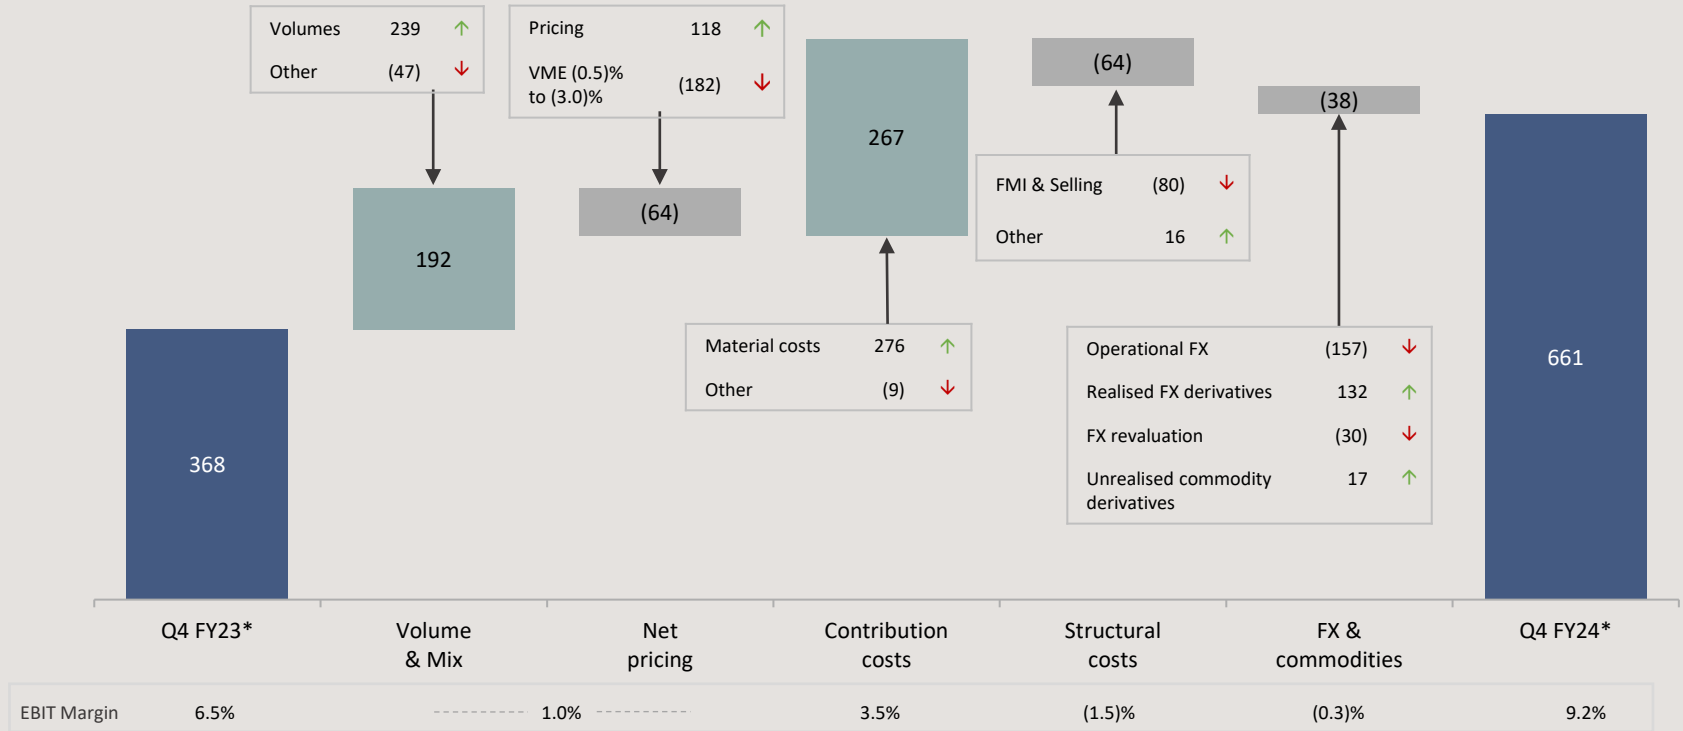 Volumes 239 ↑
Other (47) ↓
Pricing 118 ↑
VME (0.5)%
to (3.0)% (182) ↓
267
(64)
(38)
192
(64)
FMI & Selling (80) ↓
Other 16 ↑
Material costs 276 ↑
Other (9) ↓
Operational FX (157) ↓
Realised FX derivatives 132 ↑
FX revaluation (30) ↓
Unrealised commodity
derivatives 17 ↑
368
661
Q4 FY23*
Volume
& Mix
Net
pricing
Contribution
costs
Structural
costs
FX &
commodities
Q4 FY24*
EBIT Margin 6.5% 1.0% 3.5% (1.5)% (0.3)% 9.2%